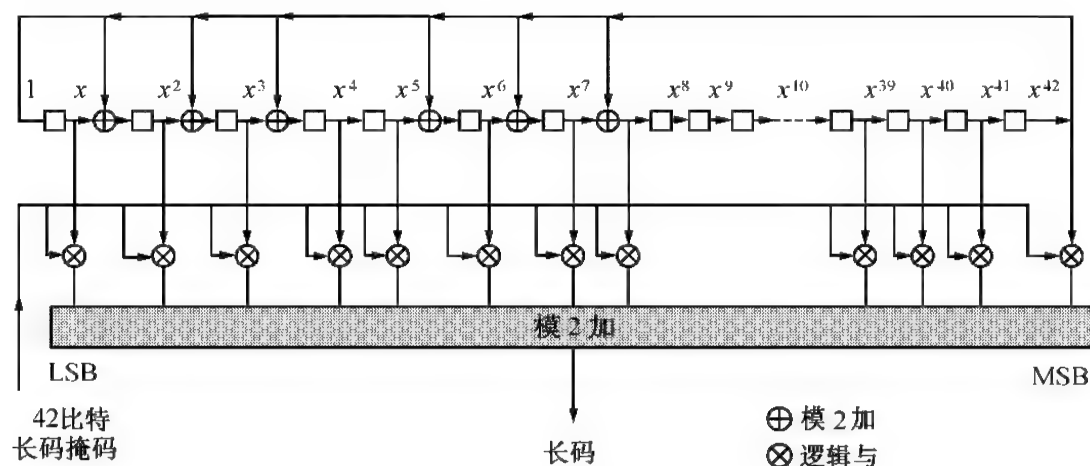 1 x x² x³ x⁴ x⁵ x⁶ x⁷ x⁸ x⁹ x¹⁰ x³⁹ x⁴⁰ x⁴¹ x⁴²
模2加
LSB
MSB
42比特
长码掩码
长码
⊕ 模2加
⊗ 逻辑与